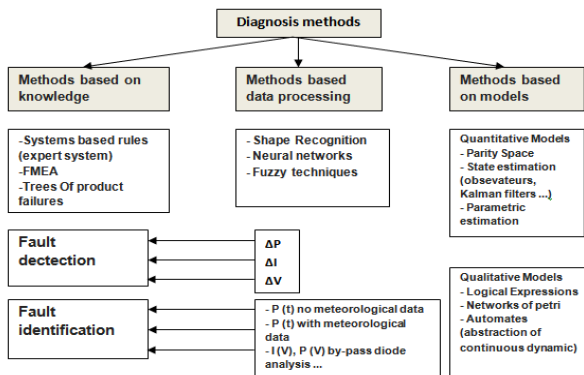 Diagnosis methods
Methods based on
knowledge
Methods based
data processing
Methods based
on models
-Systems based rules
(expert system)
-FMEA
-Trees Of product
failures
-Shape Recognition
-Neural networks
-Fuzzy techniques
Quantitative Models
- Parity Space
- State estimation
(obsevateurs,
Kalman filters ...)
- Parametric
estimation
Fault
dectection
ΔP
ΔI
ΔV
Fault
identification
- P (t) no meteorological data
- P (t) with meteorological
data
- I (V), P (V) by-pass diode
analysis ...
Qualitative Models
- Logical Expressions
- Networks of petri
- Automates
(abstraction of
continuous dynamic)